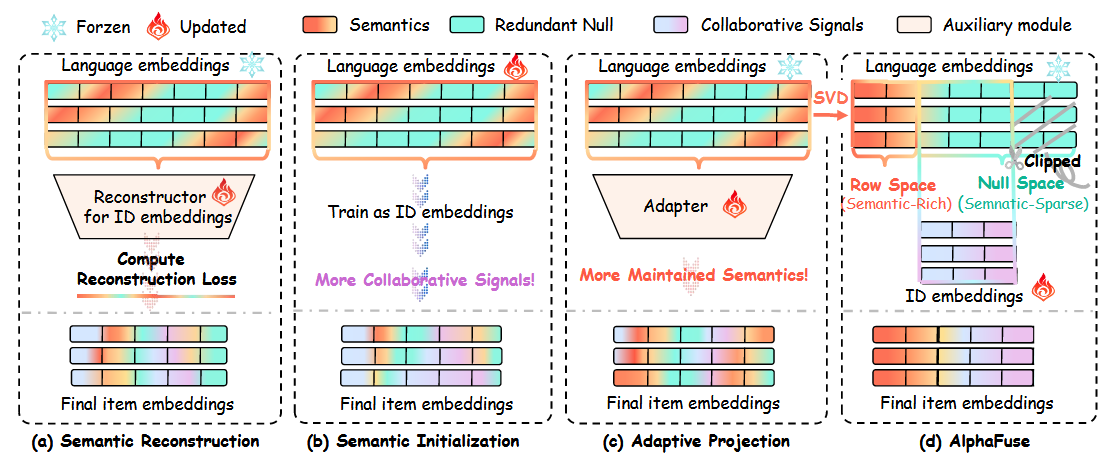 Forzen Updated Semantics Redundant Null Collaborative Signals Auxiliary module
Language embeddings
Reconstructor
for ID embeddings
Compute
Reconstruction Loss
Final item embeddings
(a) Semantic Reconstruction
Language embeddings
Train as ID embeddings
More Collaborative Signals!
Final item embeddings
(b) Semantic Initialization
Language embeddings
Adapter
More Maintained Semantics!
Final item embeddings
(c) Adaptive Projection
SVD
Language embeddings
Clipped
Row Space
(Semantic-Rich)
Null Space
(Semnatic-Sparse)
ID embeddings
Final item embeddings
(d) AlphaFuse